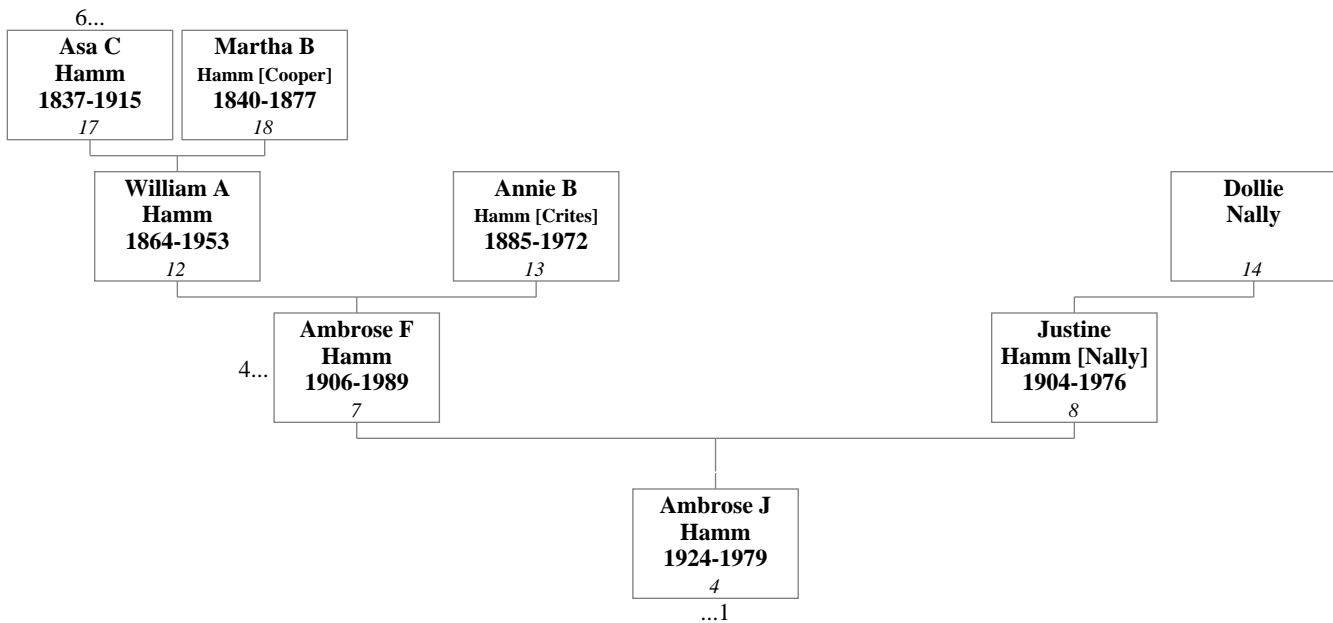 6...
Asa C
Hamm
1837-1915
17
Martha B
Hamm [Cooper]
1840-1877
18
William A
Hamm
1864-1953
12
Annie B
Hamm [Crites]
1885-1972
13
Dollie
Nally
14
4...
Ambrose F
Hamm
1906-1989
7
Justine
Hamm [Nally]
1904-1976
8
Ambrose J
Hamm
1924-1979
4
...1